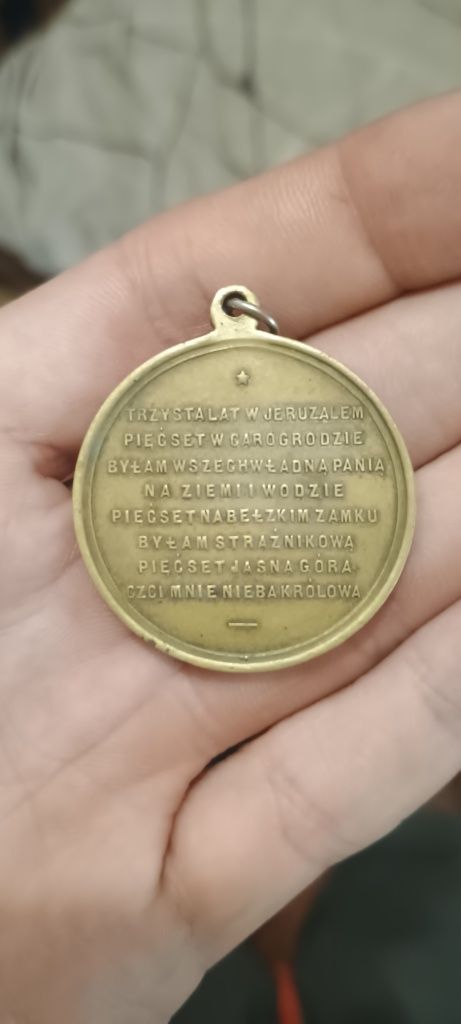 TRZYSTA LAT W JERUZALEM
PIĘĆSET W CAROGRODZIE
BYŁAM WSZECHWŁADNĄ PANIĄ
NA ZIEMI I WODZIE
PIĘĆSET NA BEŁZKIM ZAMKU
BYŁAM STRAŻNIKOWĄ
PIĘĆSET JASNA GÓRA
CZCI MNIE NIEBA KRÓLOWA